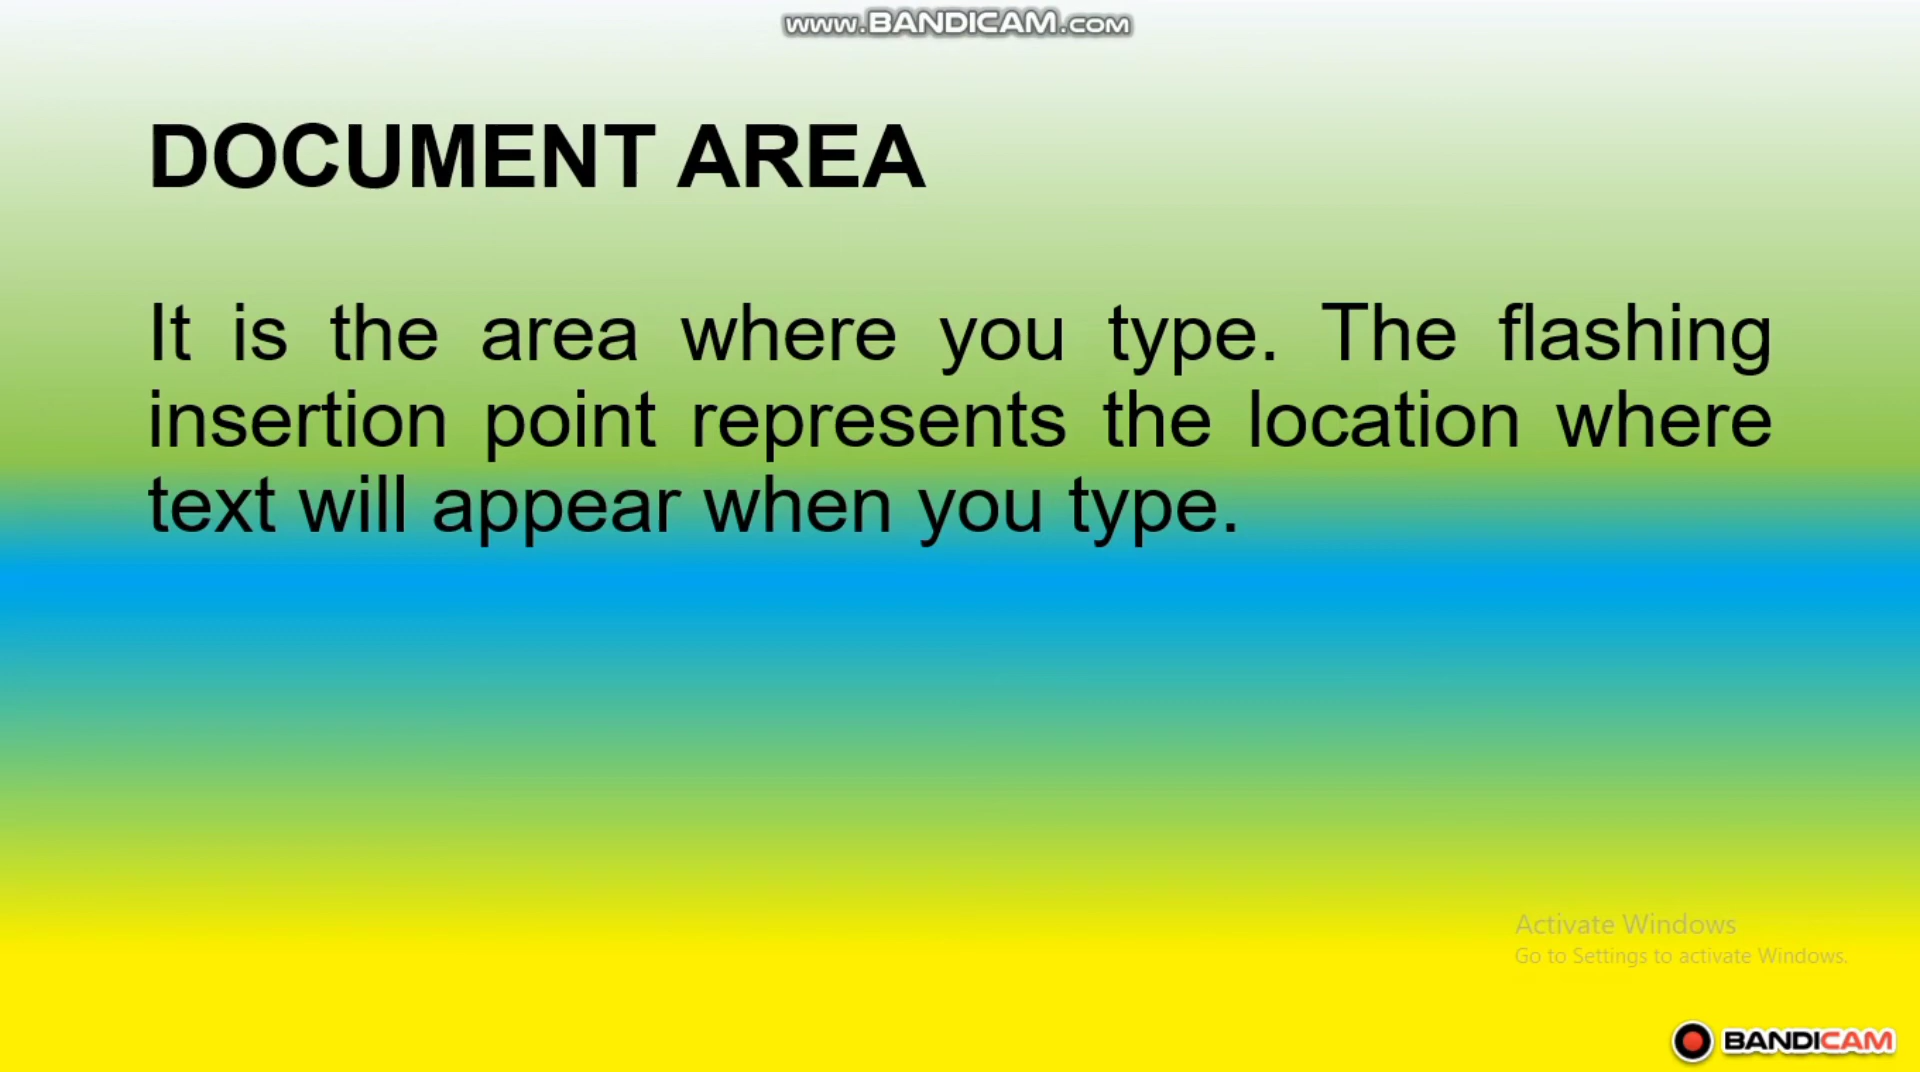 www.BANDICAM.com
DOCUMENT AREA
It is the area where you type. The flashing
insertion point represents the location where
text will appear when you type.
Activate Windows
Go to Settings to activate Windows.
BANDICAM